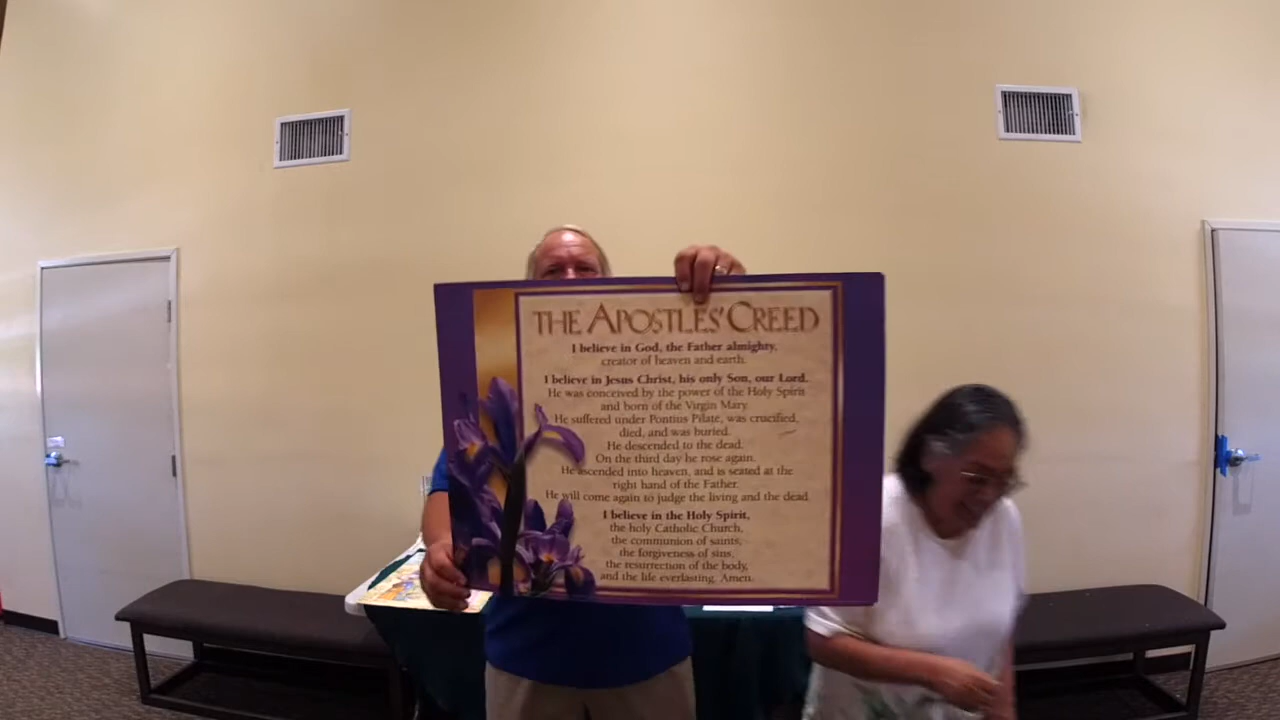 THE APOSTLES' CREED
I believe in God, the Father almighty,
creator of heaven and earth.
I believe in Jesus Christ, his only Son, our Lord.
He was conceived by the power of the Holy Spirit
and born of the Virgin Mary.
He suffered under Pontius Pilate, was crucified,
died, and was buried.
He descended to the dead.
On the third day he rose again.
He ascended into heaven, and is seated at the
right hand of the Father.
He will come again to judge the living and the dead.
I believe in the Holy Spirit,
the holy Catholic Church,
the communion of saints,
the forgiveness of sins,
the resurrection of the body,
and the life everlasting. Amen.